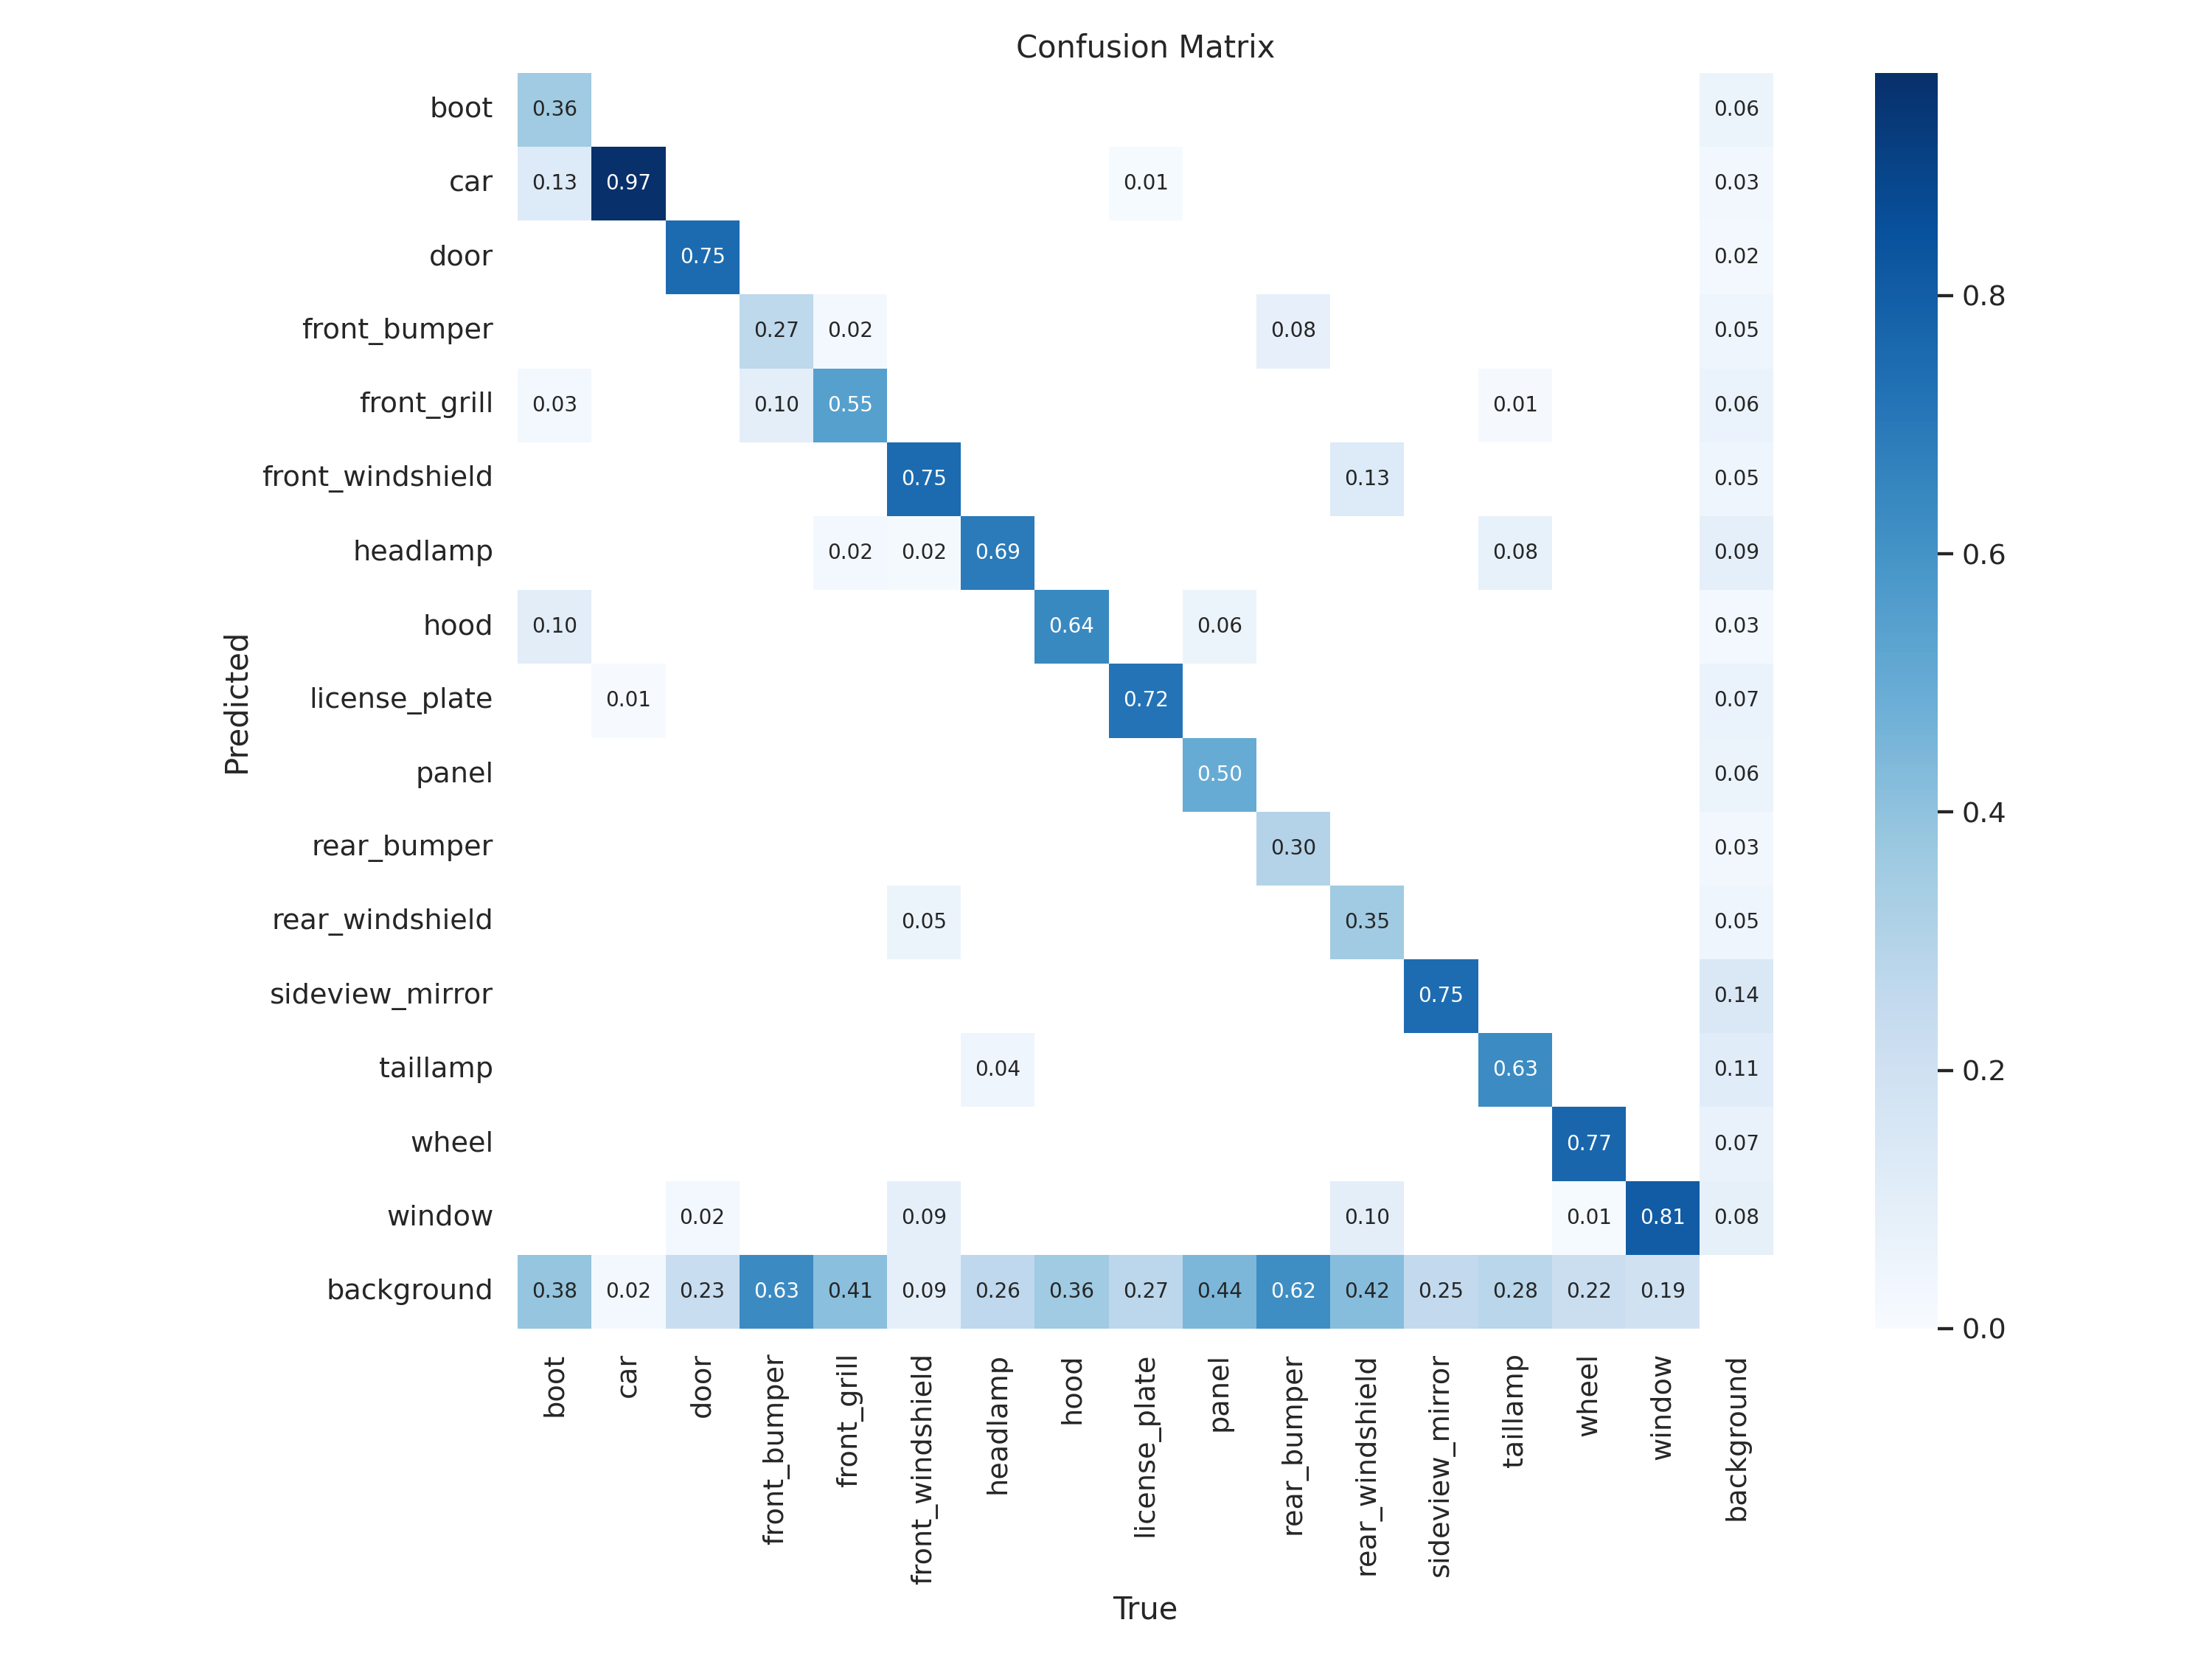 Confusion Matrix
boot 0.36 0.06
car 0.13 0.97 0.01 0.03
door 0.75 0.02
front_bumper 0.27 0.02 0.08 0.05
front_grill 0.03 0.10 0.55 0.01 0.06
front_windshield 0.75 0.13 0.05
headlamp 0.02 0.02 0.69 0.08 0.09
hood 0.10 0.64 0.06 0.03
license_plate 0.01 0.72 0.07
panel 0.50 0.06
rear_bumper 0.30 0.03
rear_windshield 0.05 0.35 0.05
sideview_mirror 0.75 0.14
taillamp 0.04 0.63 0.11
wheel 0.77 0.07
window 0.02 0.09 0.10 0.01 0.81 0.08
background 0.38 0.02 0.23 0.63 0.41 0.09 0.26 0.36 0.27 0.44 0.62 0.42 0.25 0.28 0.22 0.19
Predicted
boot
car
door
front_bumper
front_grill
front_windshield
headlamp
hood
license_plate
panel
rear_bumper
rear_windshield
sideview_mirror
taillamp
wheel
window
background
True
0.8
0.6
0.4
0.2
0.0